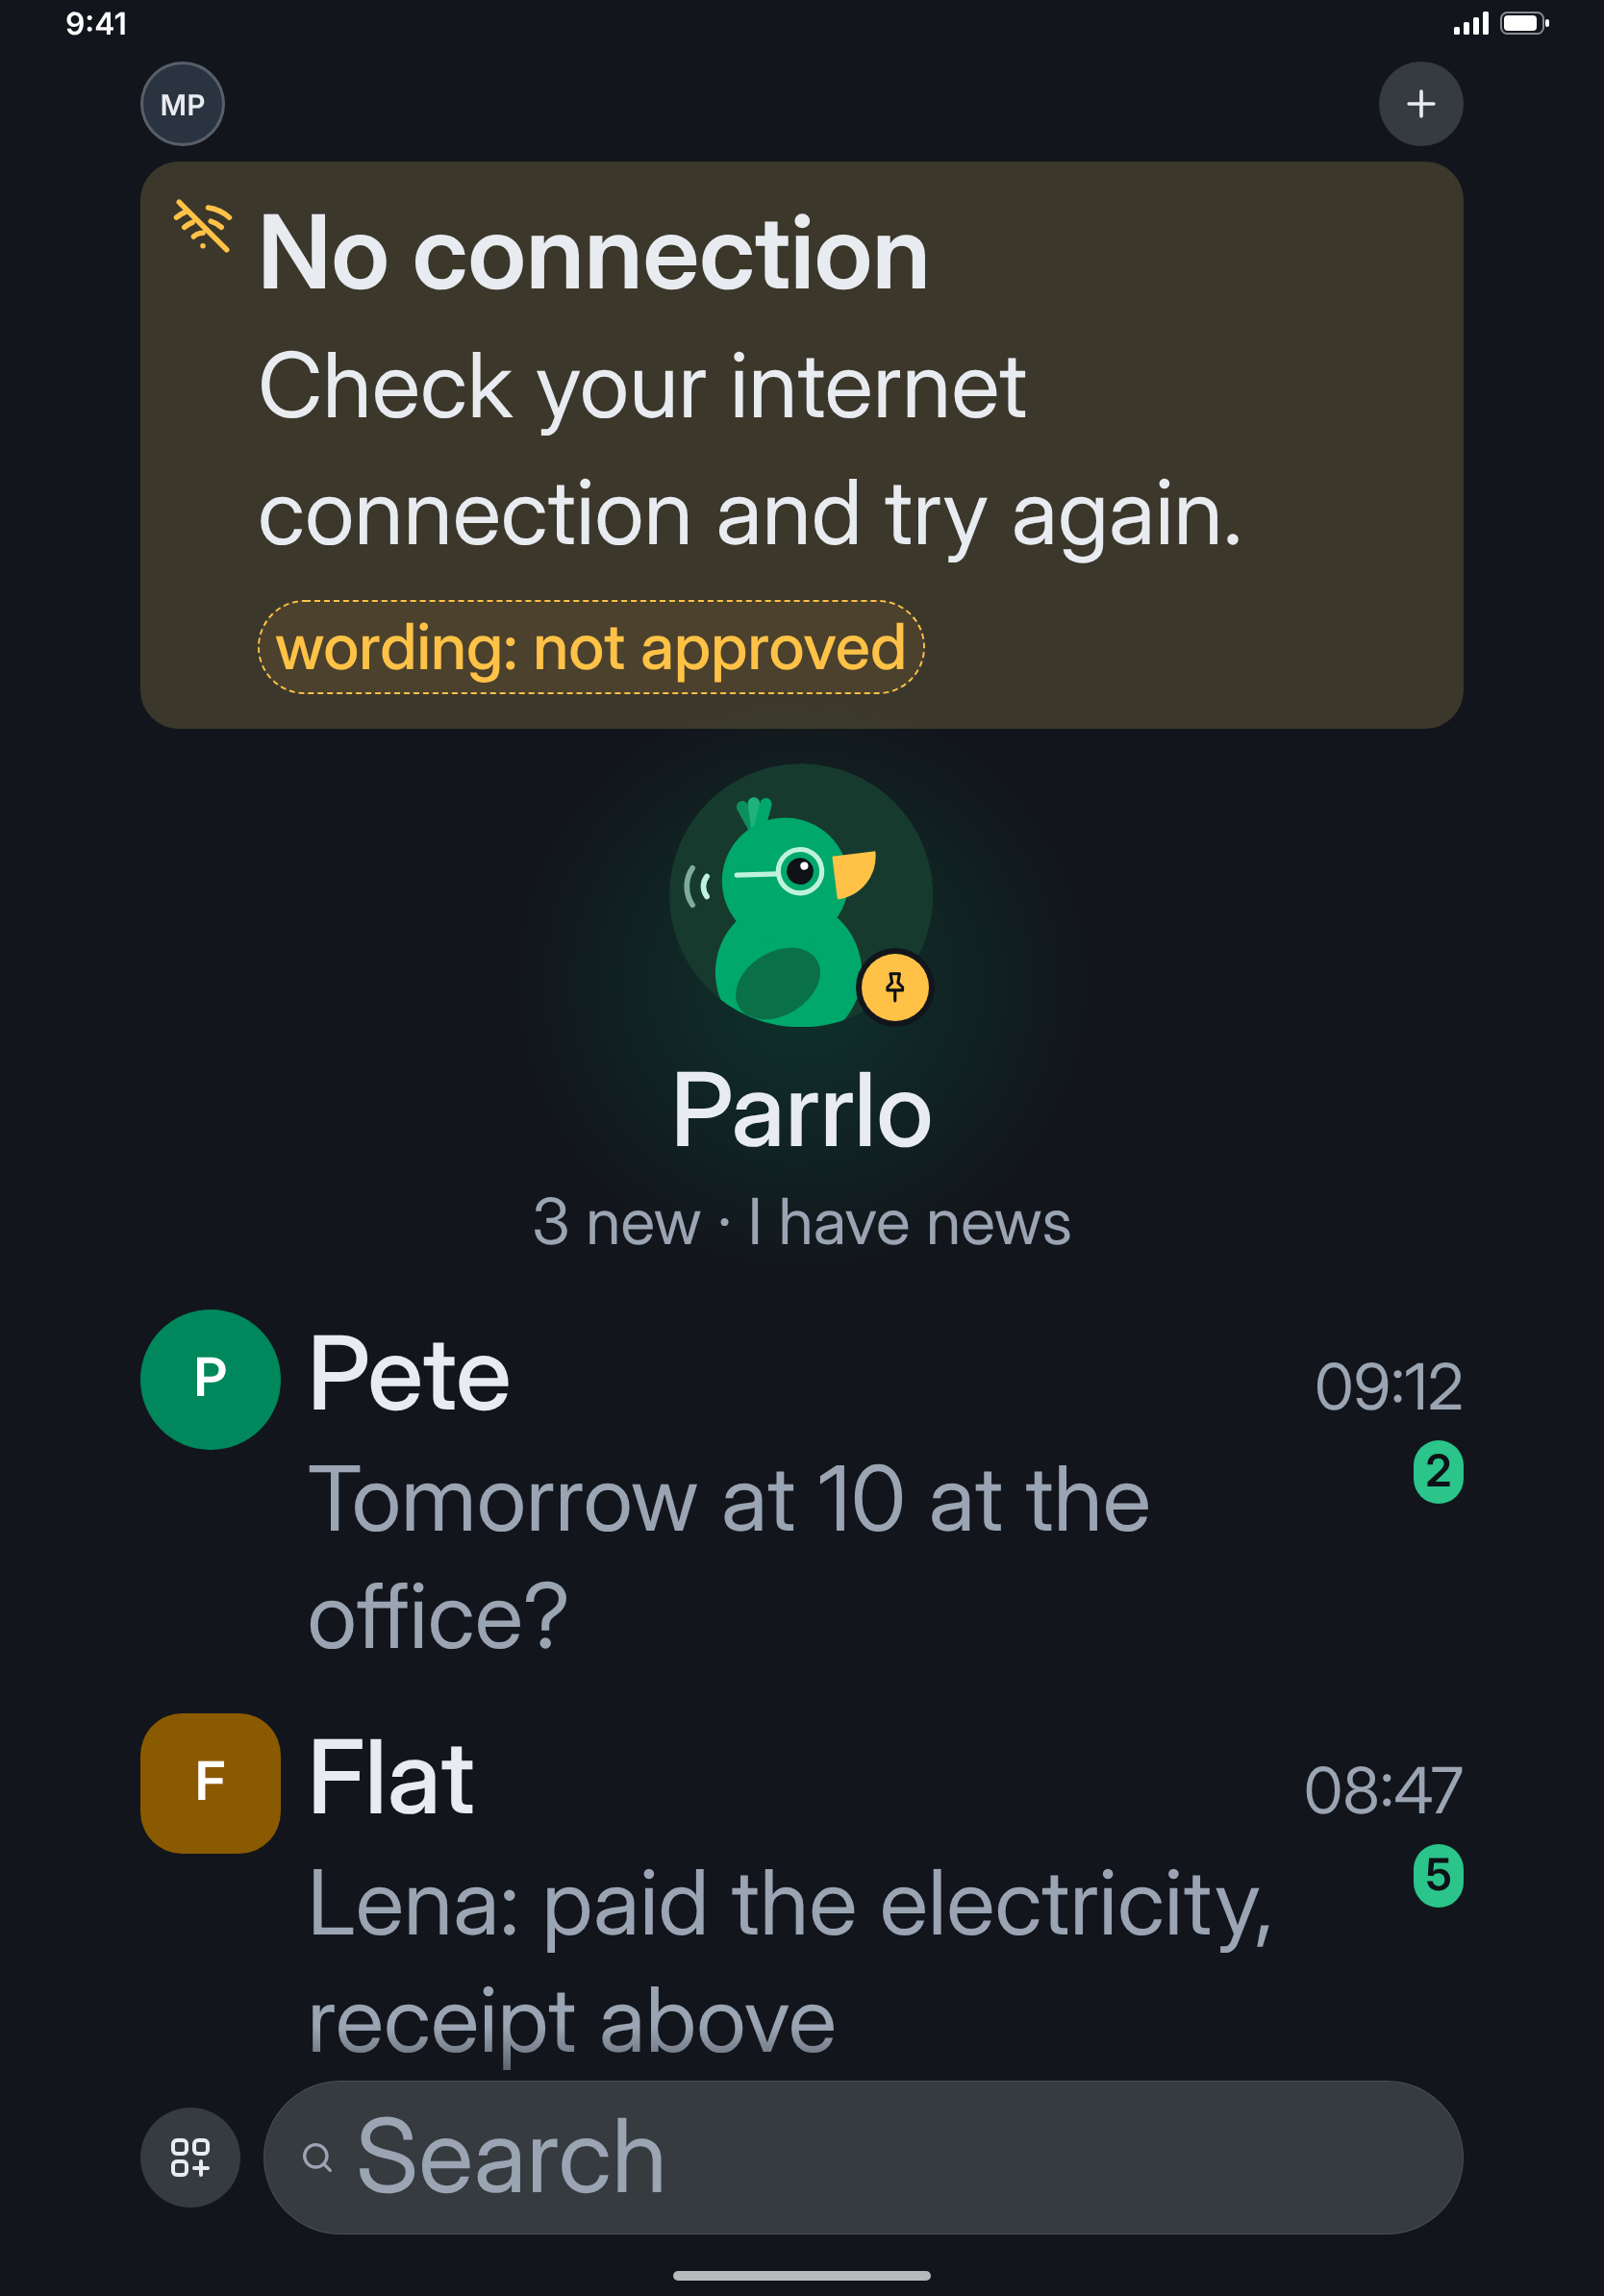 9:41
MP
No connection
Check your internet
connection and try again.
wording: not approved
Parrlo
3 new · I have news
P
Pete
09:12
Tomorrow at 10 at the
2
office?
F
Flat
08:47
Lena: paid the electricity,
5
receipt above
Search